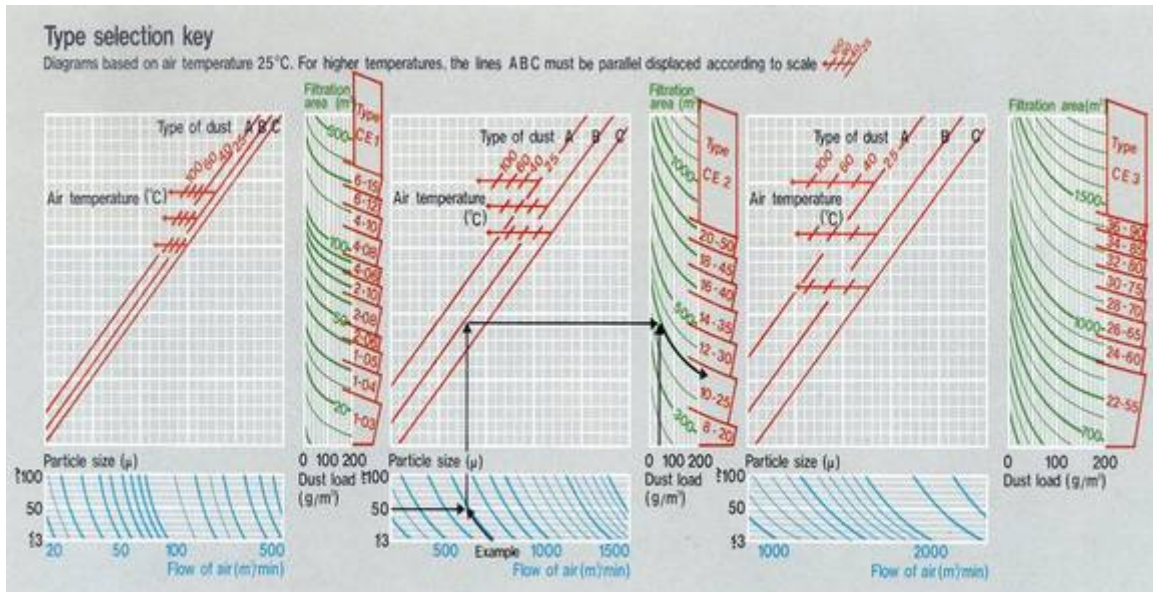 Type selection key
Diagrams based on air temperature 25°C. For higher temperatures, the lines ABC must be parallel displaced according to scale
Type of dust A B C
100 60 40 25
Air temperature (°C)
Filtration area (m²)
Type CE1
500
100
50
20
6-15
6-12
4-10
4-08
4-06
2-10
2-08
2-06
1-05
1-04
1-03
Particle size (μ)
100
50
3
20 50 100 500
Flow of air (m³/min)
0 100 200
Dust load (g/m³)
Type of dust A B C
100 60 40 25
Air temperature (°C)
Filtration area (m²)
Type CE2
1000
500
300
20-50
18-45
16-40
14-35
12-30
10-25
8-20
Particle size (μ)
100
50
3
500 Example 1000 1500
Flow of air (m³/min)
0 100 200
Dust load (g/m³)
Type of dust A B C
100 60 40 25
Air temperature (°C)
Filtration area (m²)
Type CE3
1500
1000
700
36-90
34-85
32-80
30-75
28-70
26-65
24-60
22-55
Particle size (μ)
100
50
3
1000 2000
Flow of air (m³/min)
0 100 200
Dust load (g/m³)